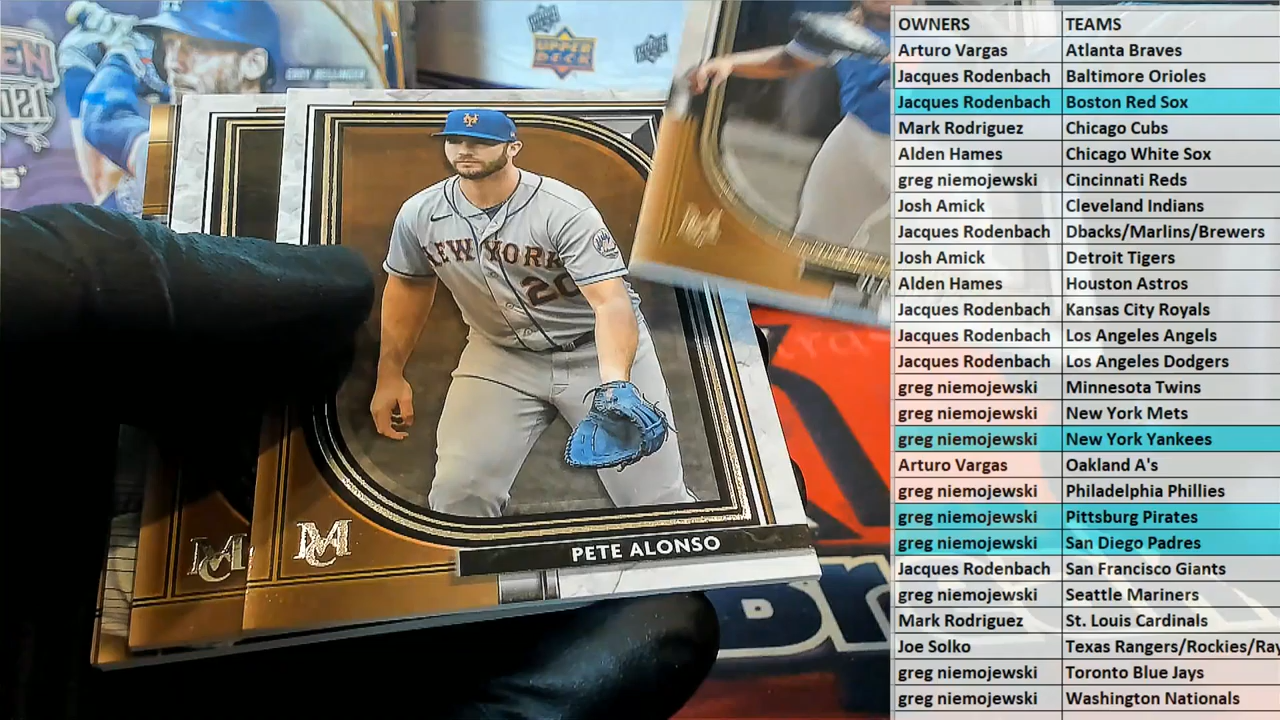 EN
2021
CODY BELLINGER
UPPER DECK
NEW YORK
20
MC
MC
PETE ALONSO
OWNERS TEAMS
Arturo Vargas Atlanta Braves
Jacques Rodenbach Baltimore Orioles
Jacques Rodenbach Boston Red Sox
Mark Rodriguez Chicago Cubs
Alden Hames Chicago White Sox
greg niemojewski Cincinnati Reds
Josh Amick Cleveland Indians
Jacques Rodenbach Dbacks/Marlins/Brewers
Josh Amick Detroit Tigers
Alden Hames Houston Astros
Jacques Rodenbach Kansas City Royals
Jacques Rodenbach Los Angeles Angels
Jacques Rodenbach Los Angeles Dodgers
greg niemojewski Minnesota Twins
greg niemojewski New York Mets
greg niemojewski New York Yankees
Arturo Vargas Oakland A's
greg niemojewski Philadelphia Phillies
greg niemojewski Pittsburg Pirates
greg niemojewski San Diego Padres
Jacques Rodenbach San Francisco Giants
greg niemojewski Seattle Mariners
Mark Rodriguez St. Louis Cardinals
Joe Solko Texas Rangers/Rockies/Ray
greg niemojewski Toronto Blue Jays
greg niemojewski Washington Nationals